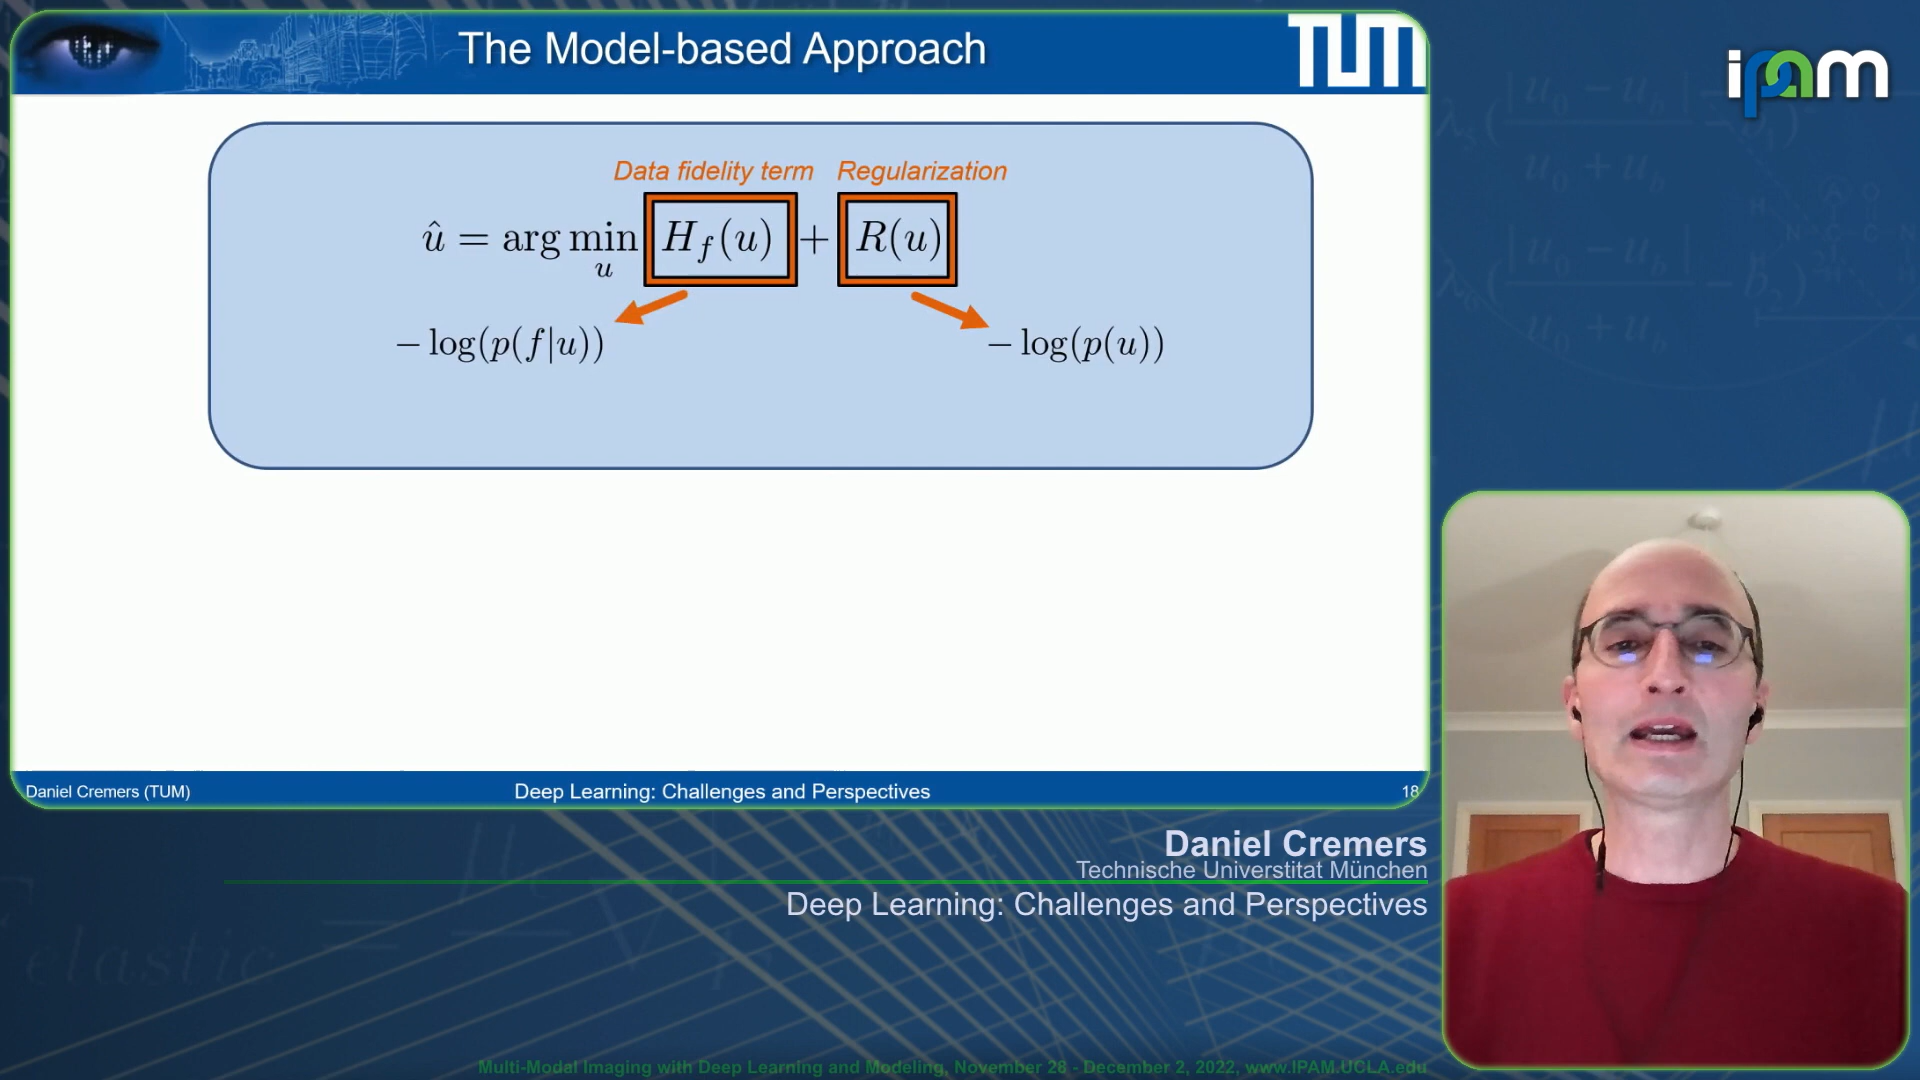 The Model-based Approach
TUM
ipam
Data fidelity term Regularization
û = arg min H_f(u) + R(u)
u
− log(p(f|u))
− log(p(u))
Daniel Cremers (TUM)
Deep Learning: Challenges and Perspectives
18
Daniel Cremers
Technische Universtitat München
Deep Learning: Challenges and Perspectives
elastic
Multi-Modal Imaging with Deep Learning and Modeling, November 28 - December 2, 2022, www.IPAM.UCLA.edu